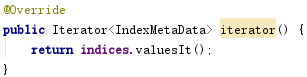 @Override
public Iterator<IndexMetaData> iterator() {
    return indices.valuesIt();
}